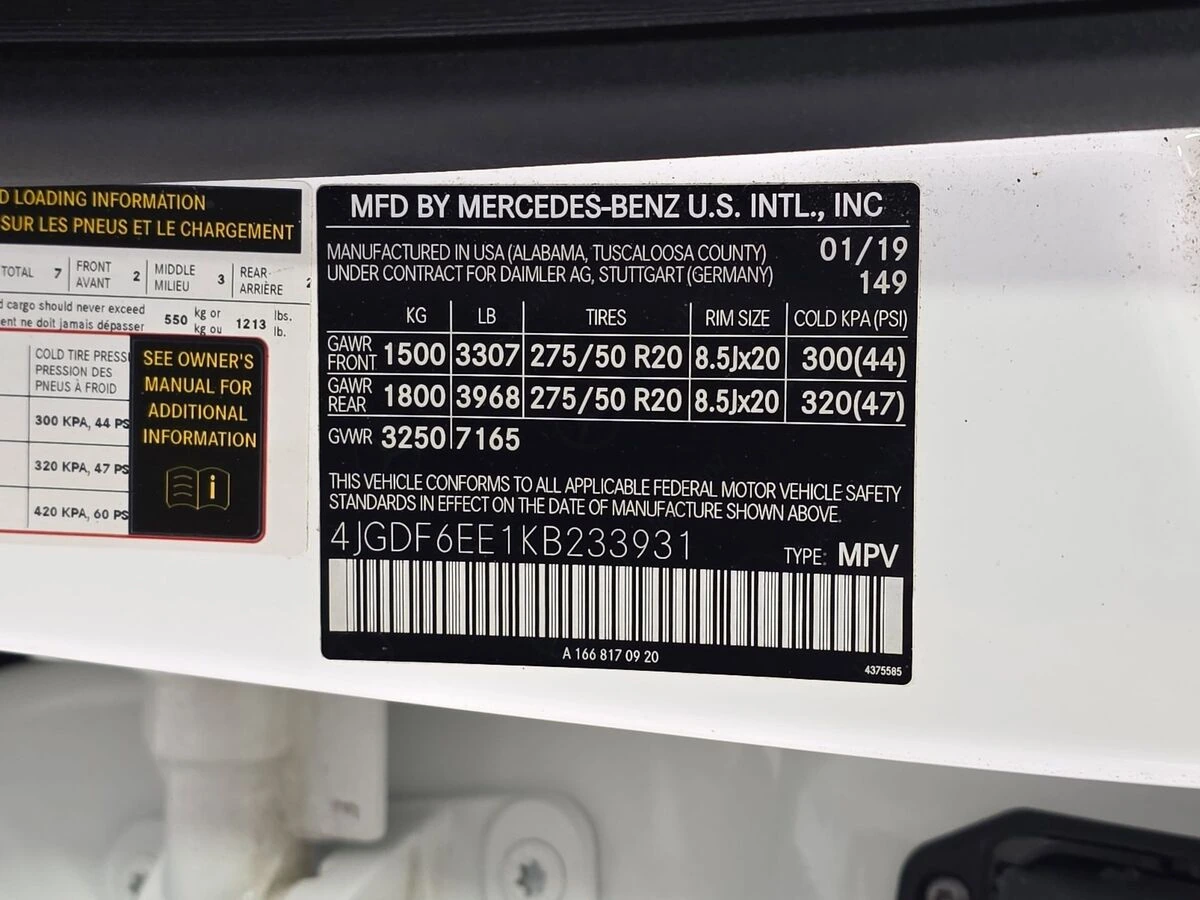 D LOADING INFORMATION
SUR LES PNEUS ET LE CHARGEMENT
TOTAL 7 FRONT AVANT 2 MIDDLE MILIEU 3 REAR- ARRIÈRE
cargo should never exceed 550 kg or 1213 lbs.
ent ne doit jamais dépasser kg ou lb.
COLD TIRE PRESSU
PRESSION DES
PNEUS À FROID
300 KPA, 44 PS
320 KPA, 47 PS
420 KPA, 60 PS
SEE OWNER'S
MANUAL FOR
ADDITIONAL
INFORMATION
i
MFD BY MERCEDES-BENZ U.S. INTL., INC
MANUFACTURED IN USA (ALABAMA, TUSCALOOSA COUNTY) 01/19
UNDER CONTRACT FOR DAIMLER AG, STUTTGART (GERMANY) 149
KG LB TIRES RIM SIZE COLD KPA (PSI)
GAWR FRONT 1500 3307 275/50 R20 8.5Jx20 300(44)
GAWR REAR 1800 3968 275/50 R20 8.5Jx20 320(47)
GVWR 3250 7165
THIS VEHICLE CONFORMS TO ALL APPLICABLE FEDERAL MOTOR VEHICLE SAFETY
STANDARDS IN EFFECT ON THE DATE OF MANUFACTURE SHOWN ABOVE.
4JGDF6EE1KB233931 TYPE: MPV
A 166 817 09 20
4375585